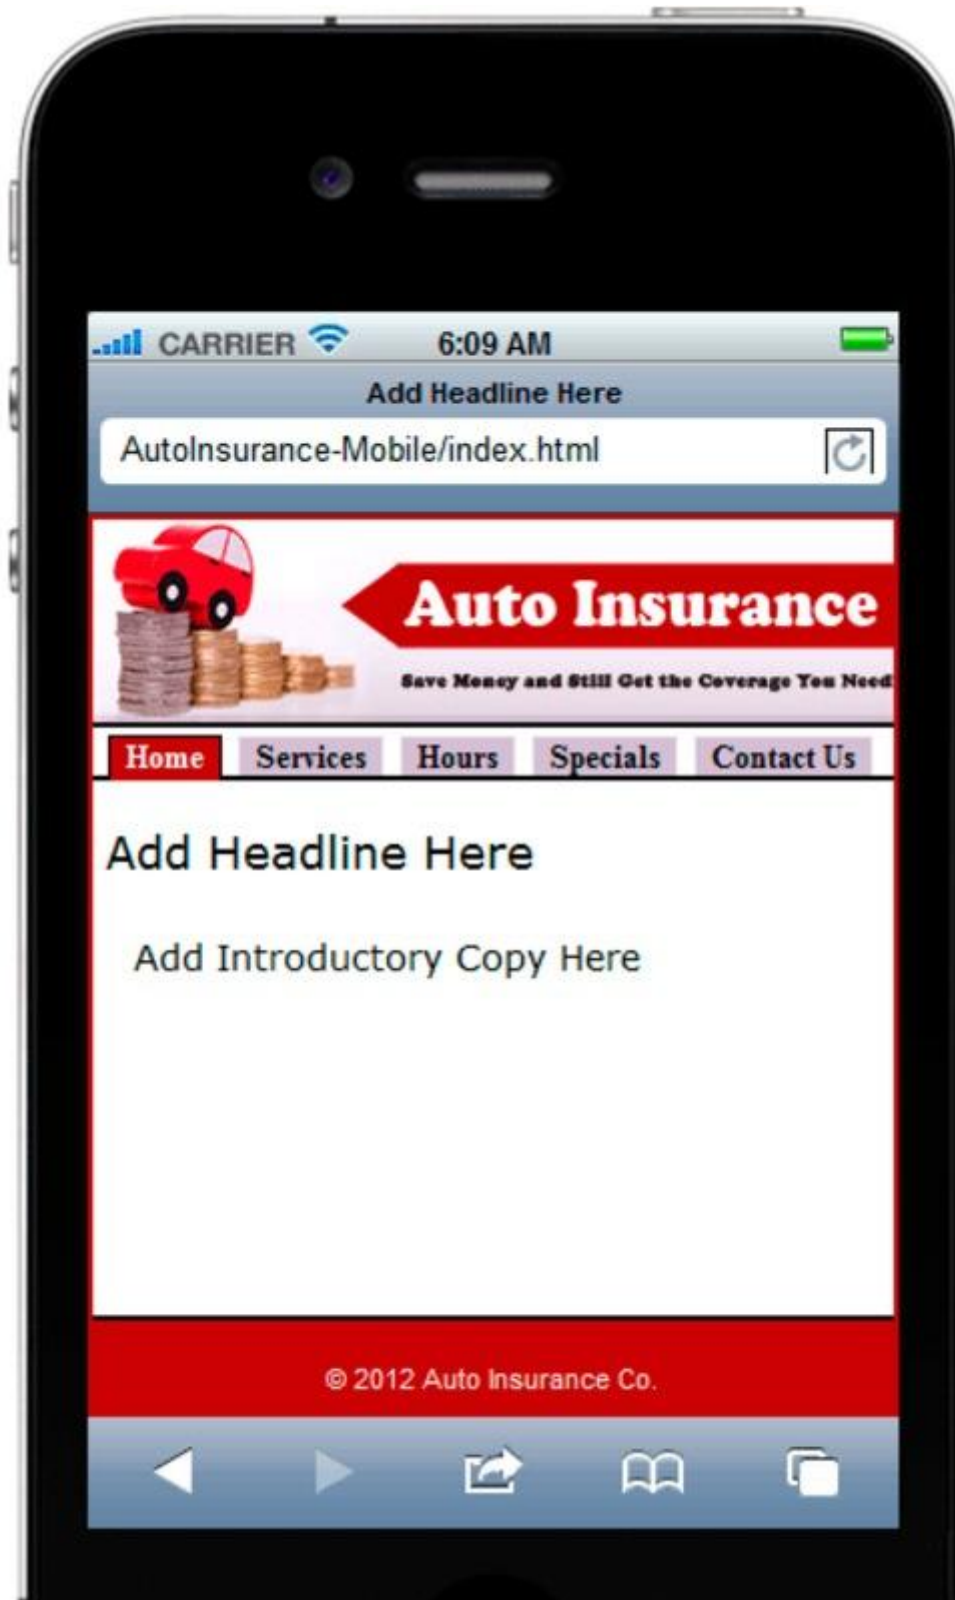 CARRIER 6:09 AM
Add Headline Here
AutoInsurance-Mobile/index.html
Auto Insurance
Save Money and Still Get the Coverage You Need
Home Services Hours Specials Contact Us
Add Headline Here
Add Introductory Copy Here
© 2012 Auto Insurance Co.